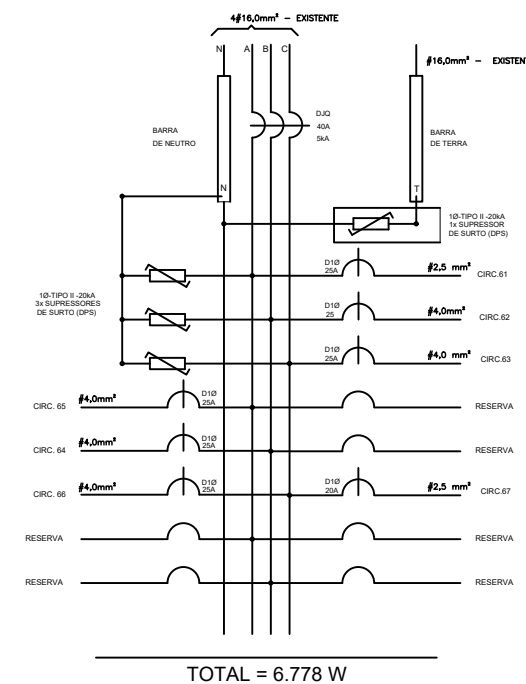 4#16,0mm² - EXISTENTE
N A B C
#16,0mm² - EXISTEN
DJQ
40A
5kA
BARRA
DE NEUTRO
BARRA
DE TERRA
N
T
1Ø-TIPO II -20kA
1x SUPRESSOR
DE SURTO (DPS)
D1Ø
25A
#2,5 mm²
CIRC.61
1Ø-TIPO II -20kA
3x SUPRESSORES
DE SURTO (DPS)
D1Ø
25
#4,0mm²
CIRC.62
D1Ø
25A
#4,0 mm²
CIRC.63
CIRC. 65
#4,0mm²
D1Ø
25A
RESERVA
CIRC. 64
#4,0mm²
D1Ø
25A
RESERVA
CIRC. 66
#4,0mm²
D1Ø
25A
D1Ø
20A
#2,5 mm²
CIRC.67
RESERVA
RESERVA
RESERVA
RESERVA
TOTAL = 6.778 W